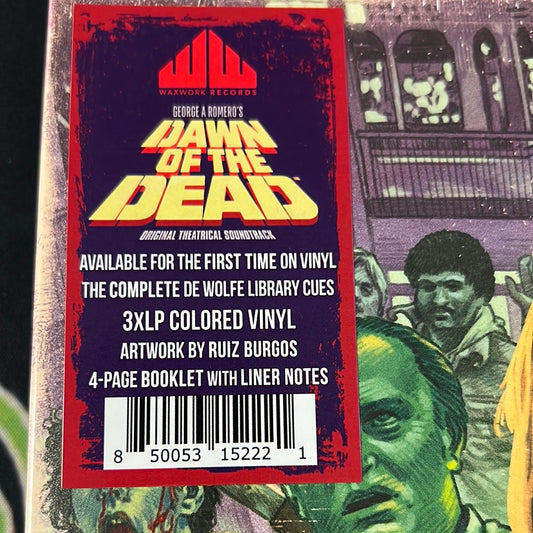 WAXWORK RECORDS
GEORGE A ROMERO'S
DAWN
OF THE
DEAD™
ORIGINAL THEATRICAL SOUNDTRACK
AVAILABLE FOR THE FIRST TIME ON VINYL
THE COMPLETE DE WOLFE LIBRARY CUES
3XLP COLORED VINYL
ARTWORK BY RUIZ BURGOS
4-PAGE BOOKLET WITH LINER NOTES
8 50053 15222 1